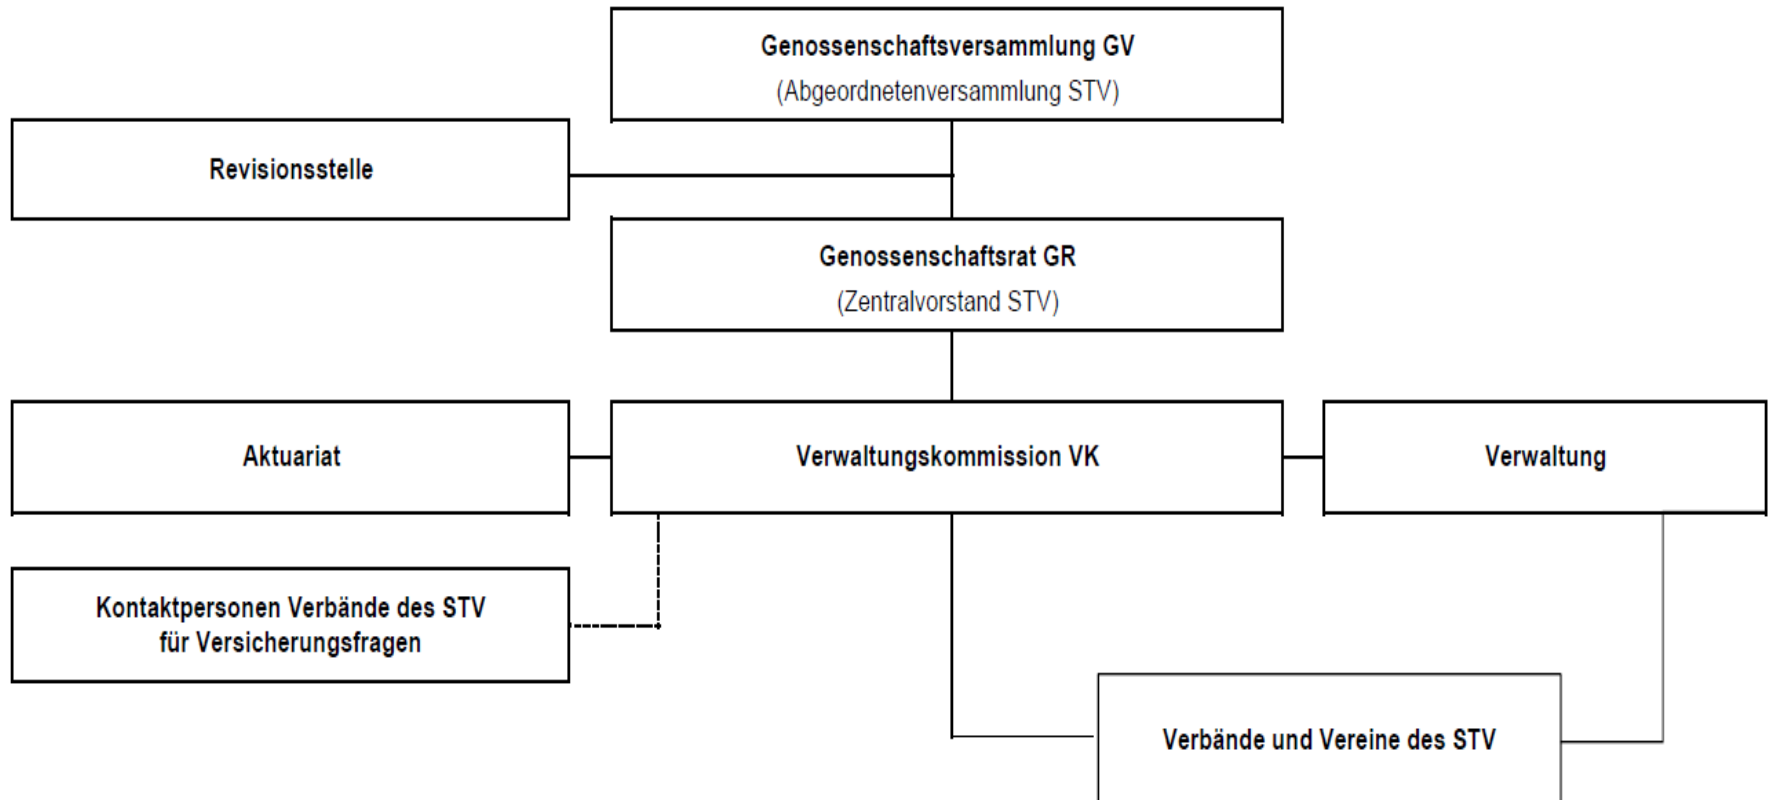 Genossenschaftsversammlung GV
(Abgeordnetenversammlung STV)
Revisionsstelle
Genossenschaftsrat GR
(Zentralvorstand STV)
Aktuariat
Verwaltungskommission VK
Verwaltung
Kontaktpersonen Verbände des STV
für Versicherungsfragen
Verbände und Vereine des STV